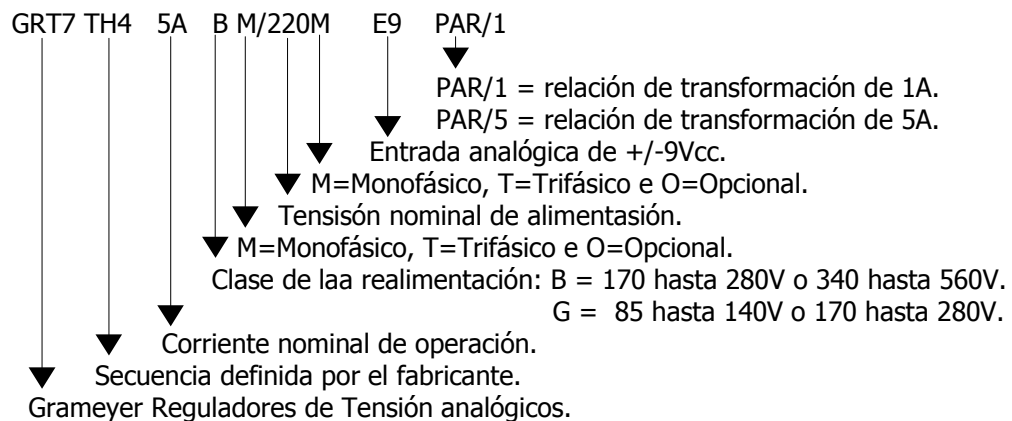 GRT7 TH4 5A B M/220M E9 PAR/1
PAR/1 = relación de transformación de 1A.
PAR/5 = relación de transformación de 5A.
Entrada analógica de +/-9Vcc.
M=Monofásico, T=Trifásico e O=Opcional.
Tensisón nominal de alimentasión.
M=Monofásico, T=Trifásico e O=Opcional.
Clase de laa realimentación: B = 170 hasta 280V o 340 hasta 560V.
G = 85 hasta 140V o 170 hasta 280V.
Corriente nominal de operación.
Secuencia definida por el fabricante.
Grameyer Reguladores de Tensión analógicos.